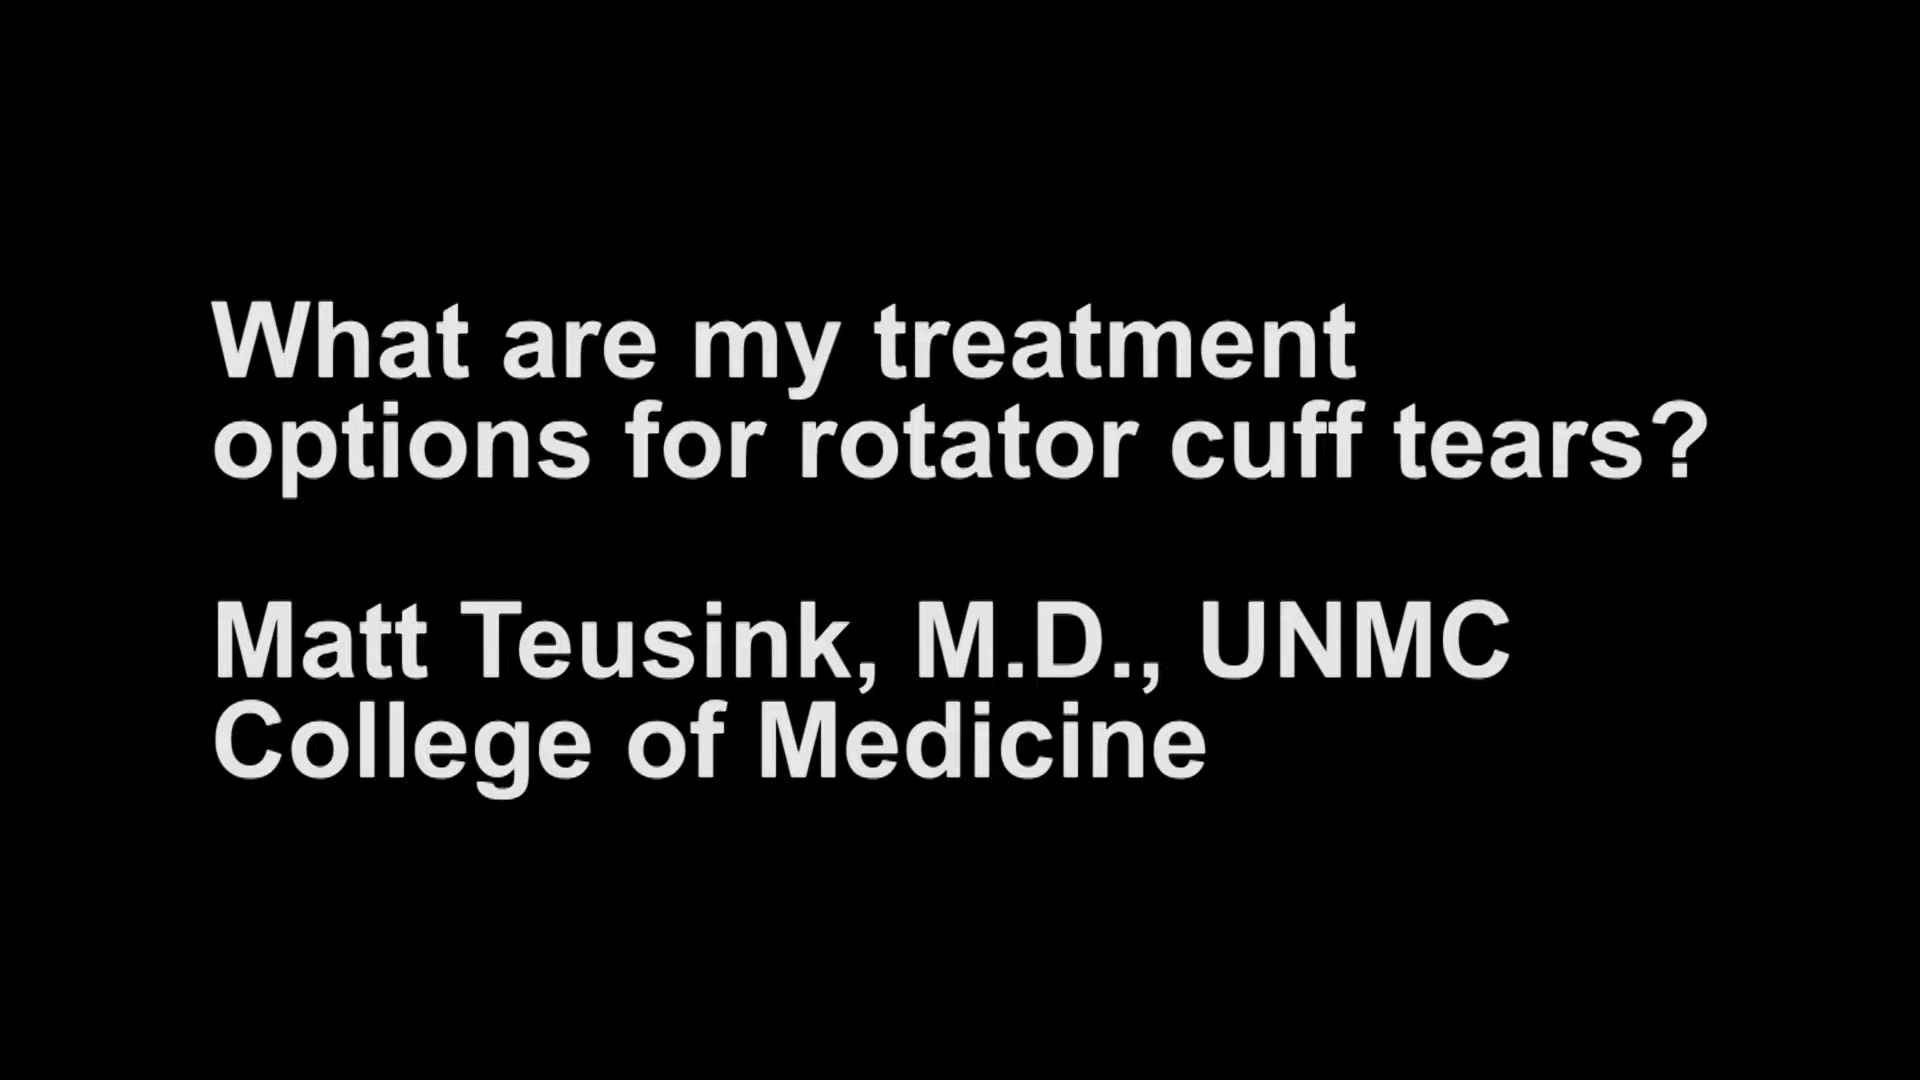 What are my treatment
options for rotator cuff tears?
Matt Teusink, M.D., UNMC
College of Medicine